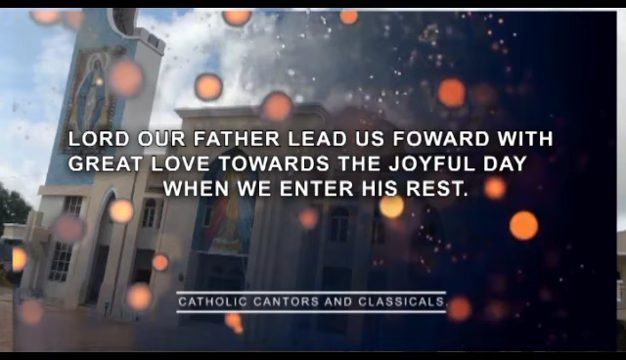 LORD OUR FATHER LEAD US FOWARD WITH
GREAT LOVE TOWARDS THE JOYFUL DAY
WHEN WE ENTER HIS REST.
CATHOLIC CANTORS AND CLASSICALS.